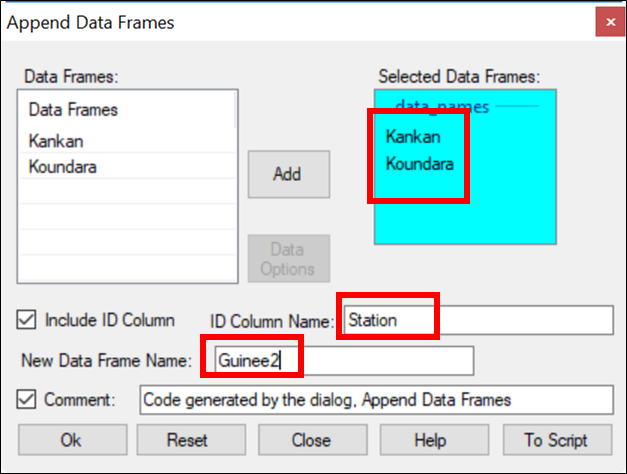 Append Data Frames
Data Frames:
Selected Data Frames:
Data Frames
data_names
Kankan
Kankan
Koundara
Koundara
Add
Data
Options
Include ID Column
ID Column Name:
Station
New Data Frame Name:
Guinee2
Comment:
Code generated by the dialog, Append Data Frames
Ok
Reset
Close
Help
To Script